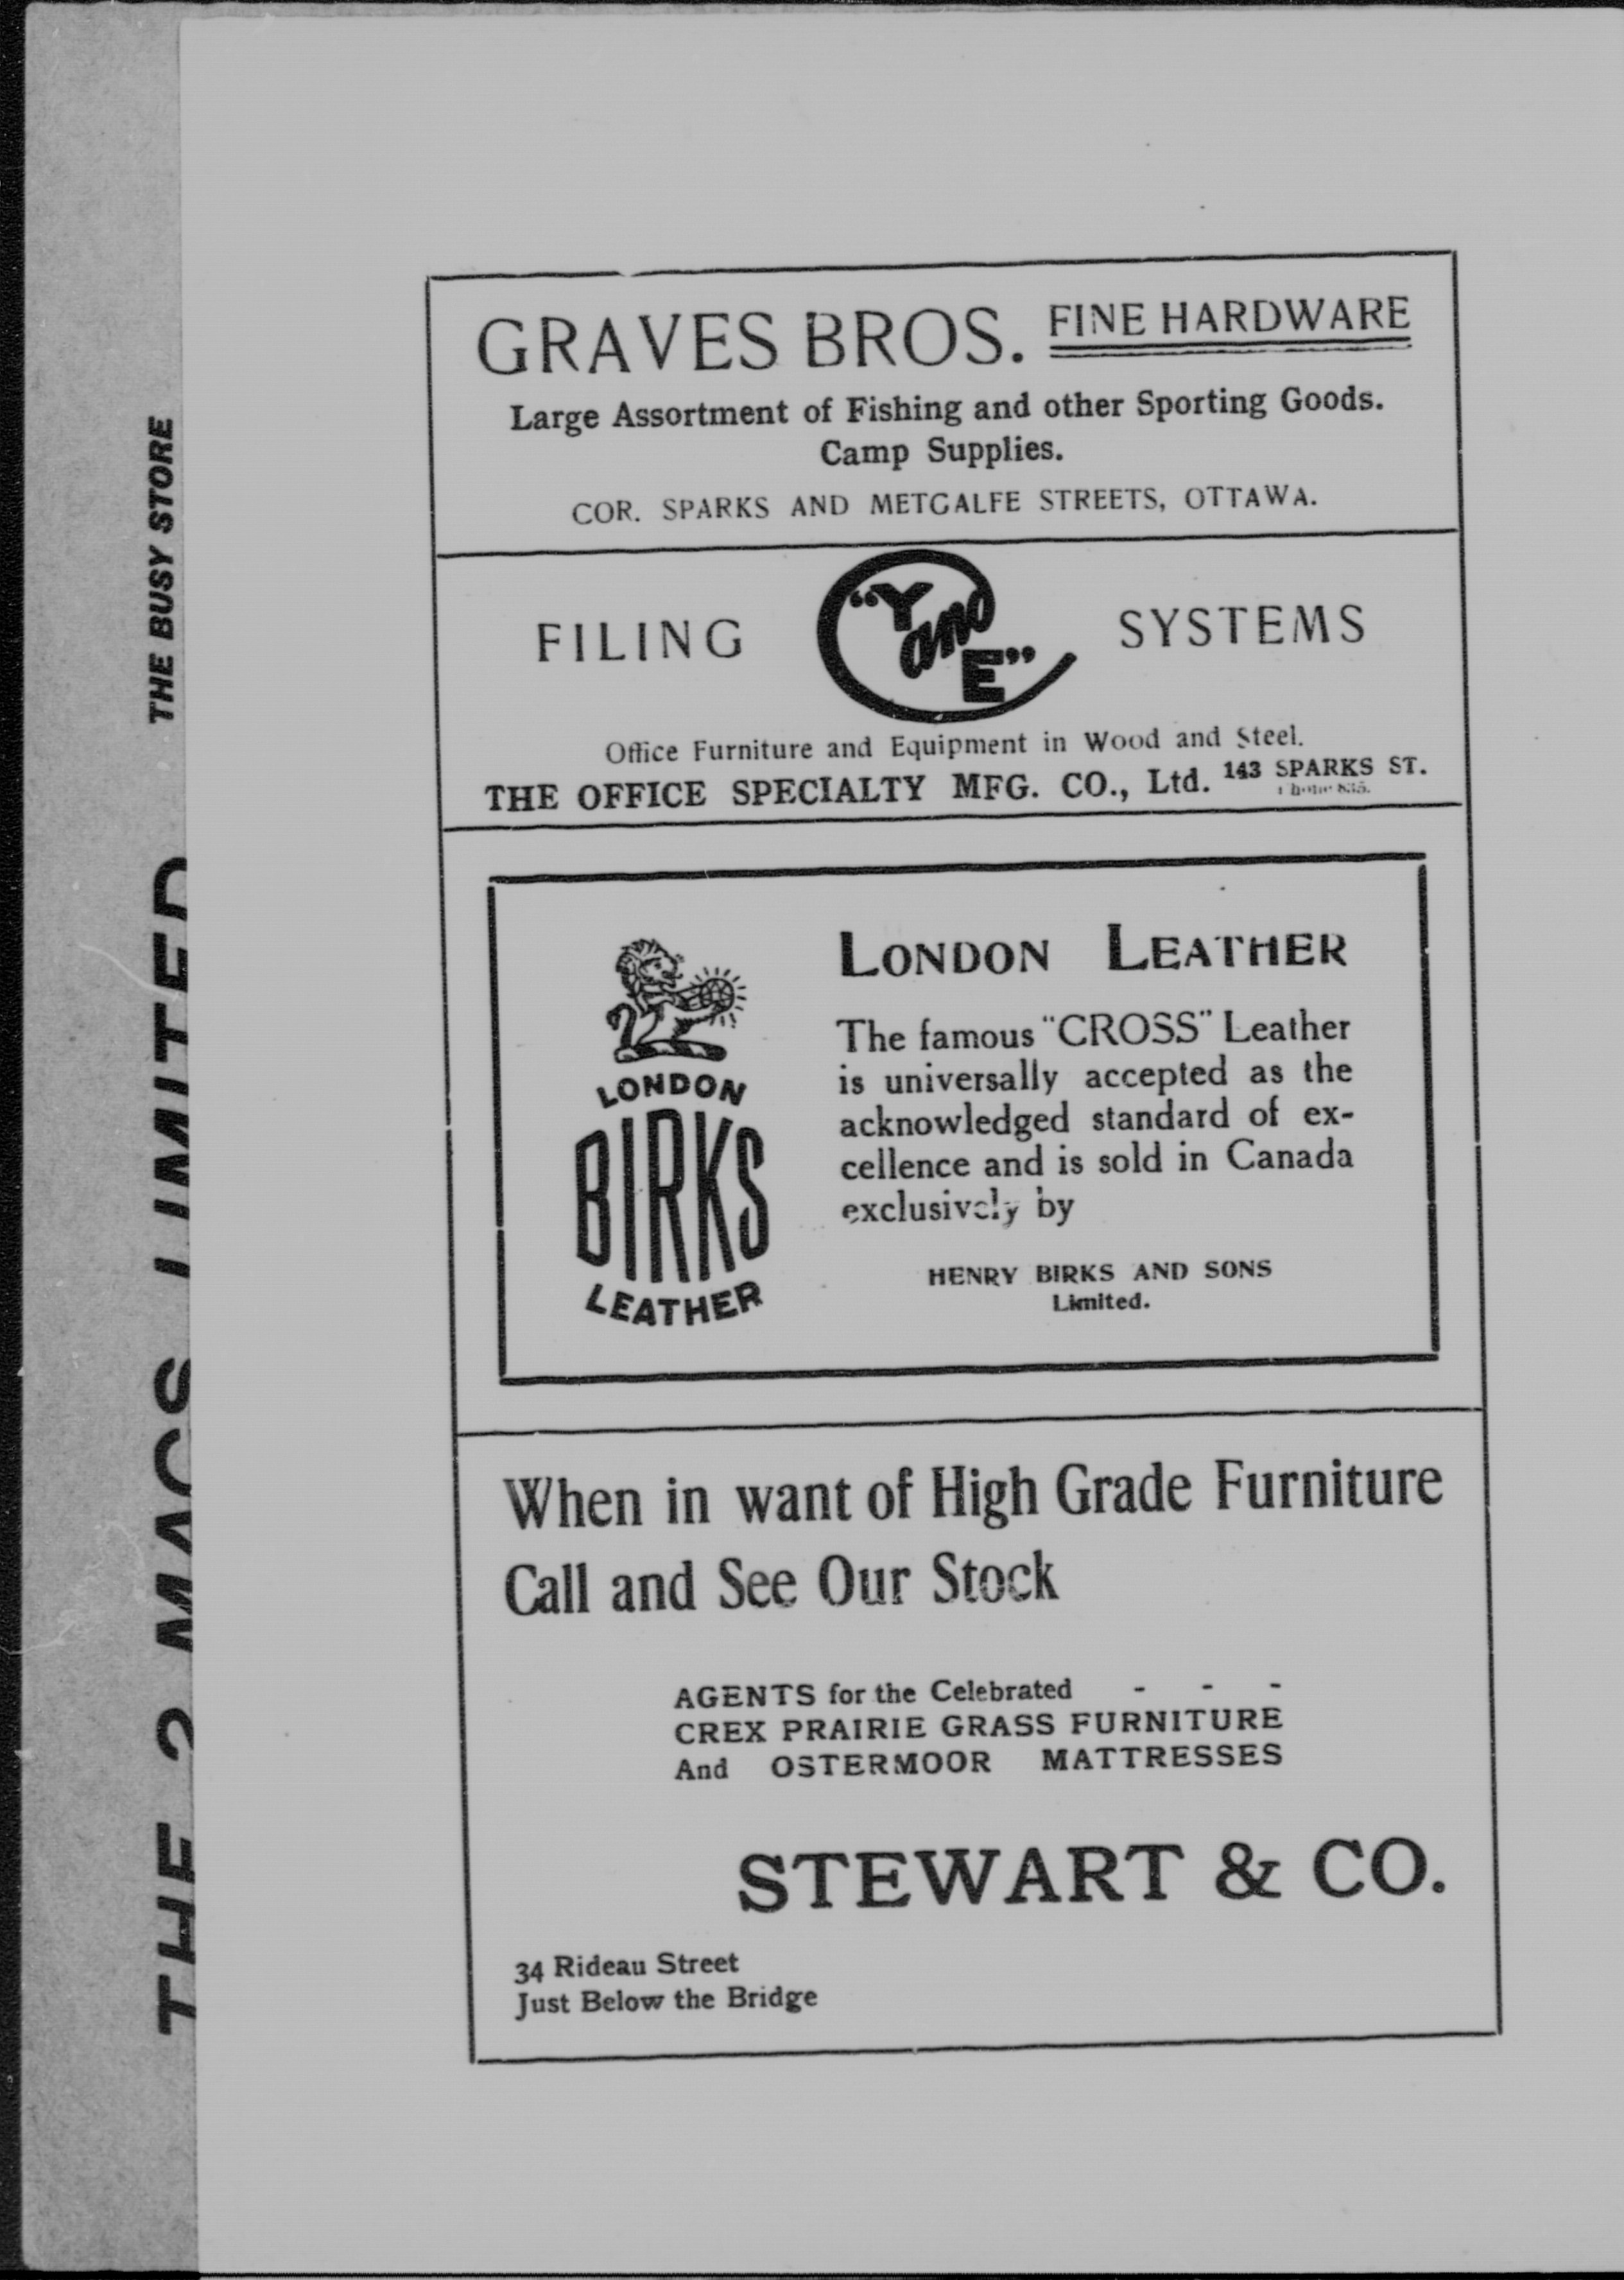 THE 2 MACS LIMITED THE BUSY STORE
GRAVES BROS. FINE HARDWARE
Large Assortment of Fishing and other Sporting Goods.
Camp Supplies.
COR. SPARKS AND METCALFE STREETS, OTTAWA.
FILING "Y and E" SYSTEMS
Office Furniture and Equipment in Wood and Steel.
THE OFFICE SPECIALTY MFG. CO., Ltd. 143 SPARKS ST.
Phone 835.
LONDON
BIRKS
LEATHER
LONDON LEATHER
The famous "CROSS" Leather
is universally accepted as the
acknowledged standard of ex-
cellence and is sold in Canada
exclusively by
HENRY BIRKS AND SONS
Limited.
When in want of High Grade Furniture
Call and See Our Stock
AGENTS for the Celebrated - - -
CREX PRAIRIE GRASS FURNITURE
And OSTERMOOR MATTRESSES
STEWART & CO.
34 Rideau Street
Just Below the Bridge